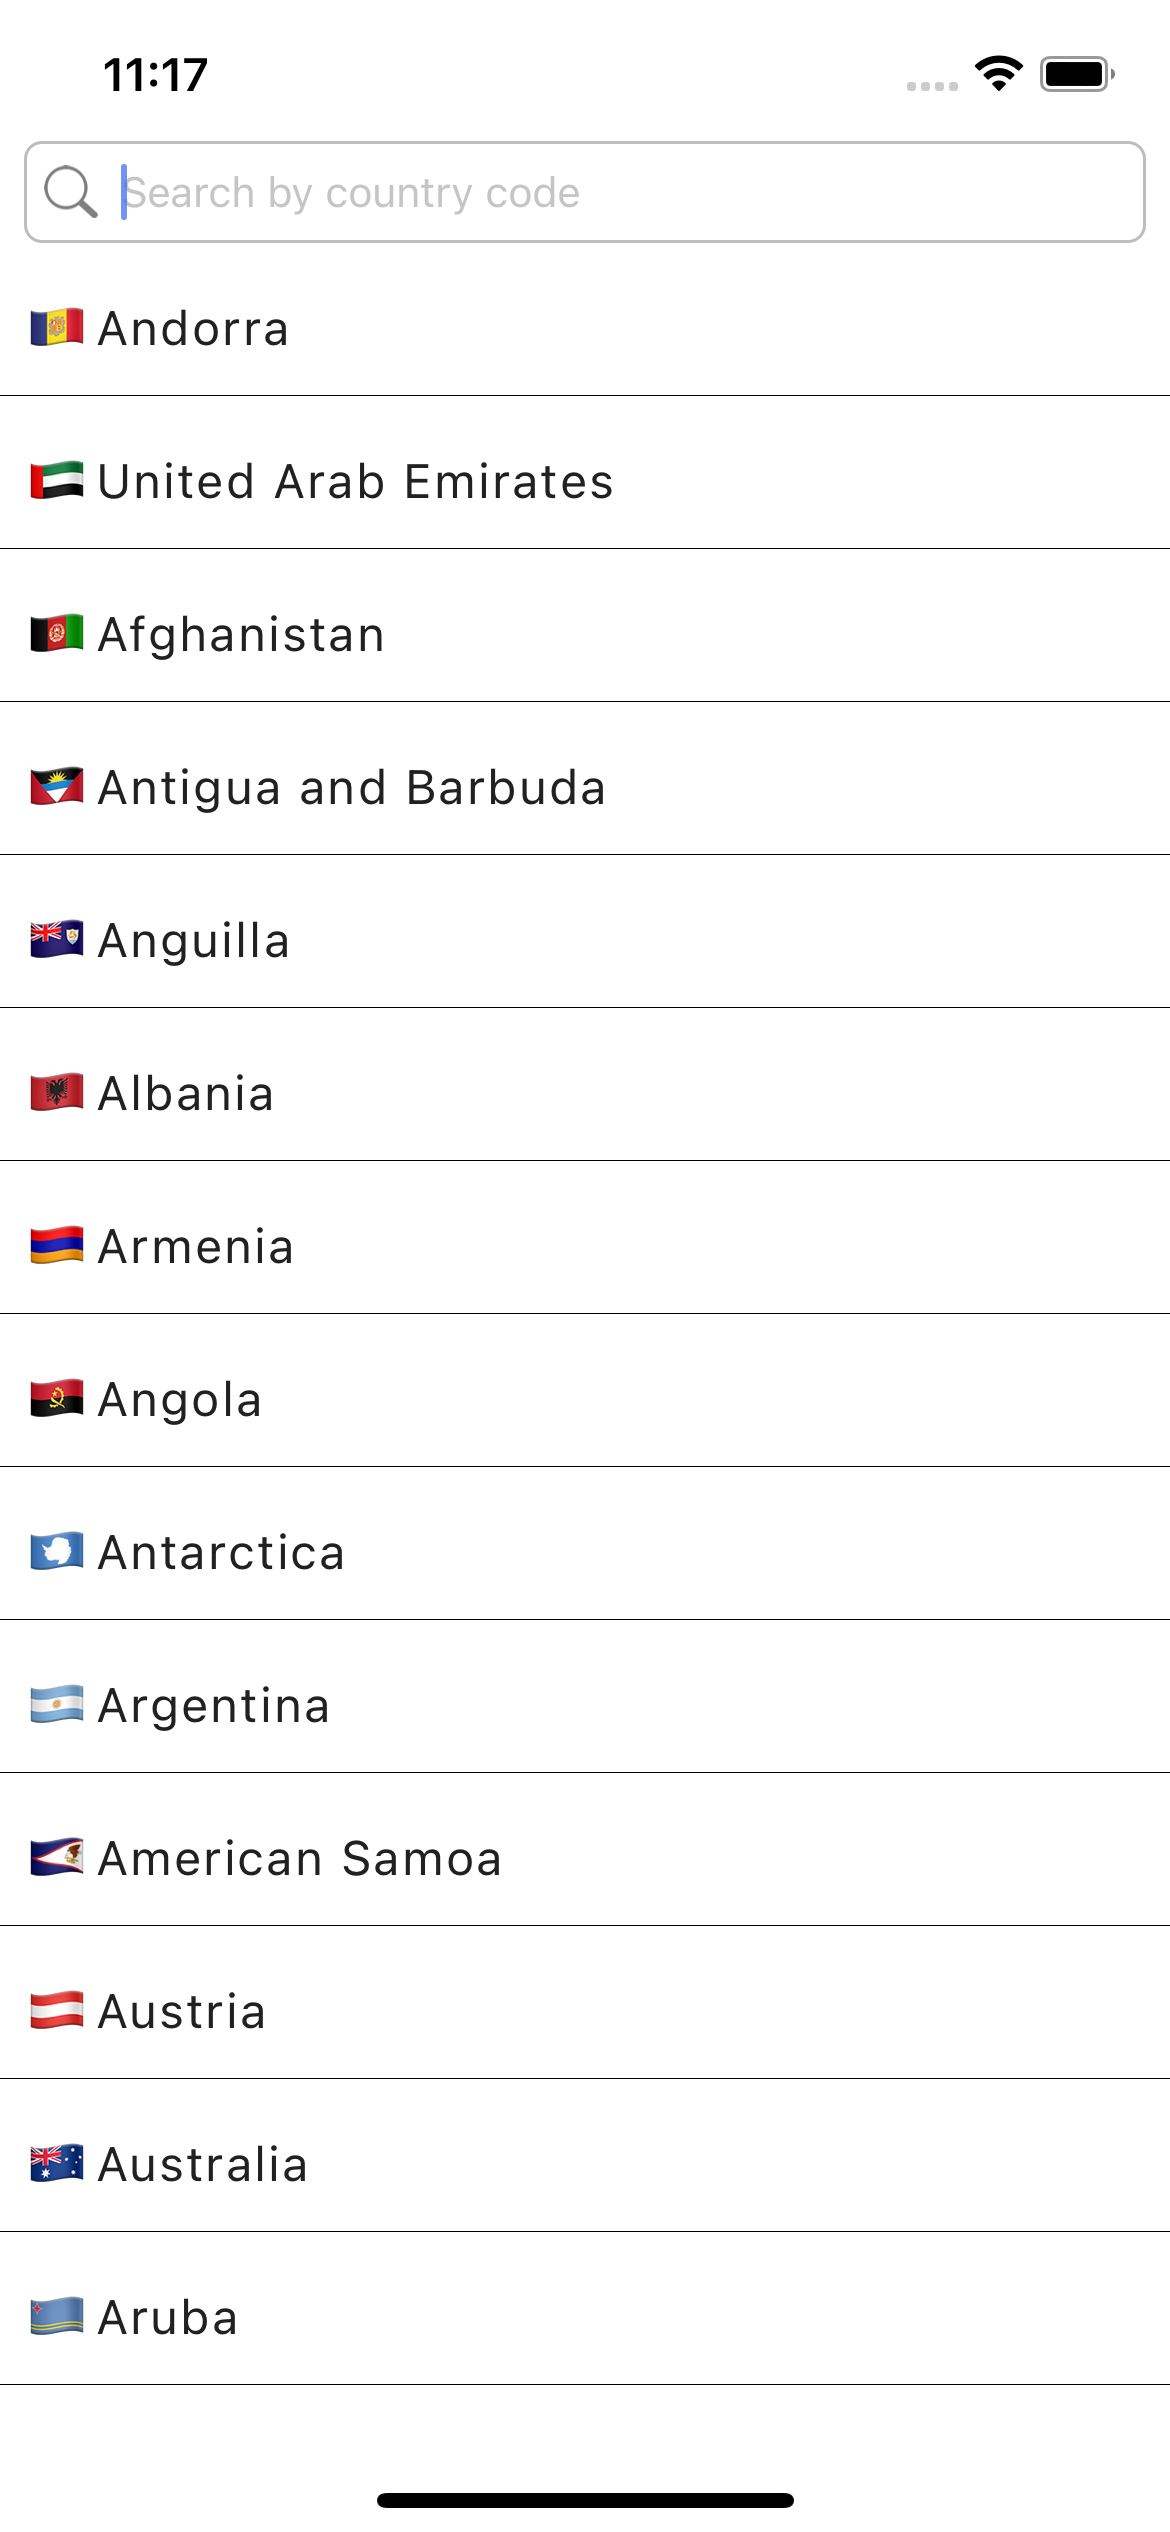 11:17
Search by country code
Andorra
United Arab Emirates
Afghanistan
Antigua and Barbuda
Anguilla
Albania
Armenia
Angola
Antarctica
Argentina
American Samoa
Austria
Australia
Aruba